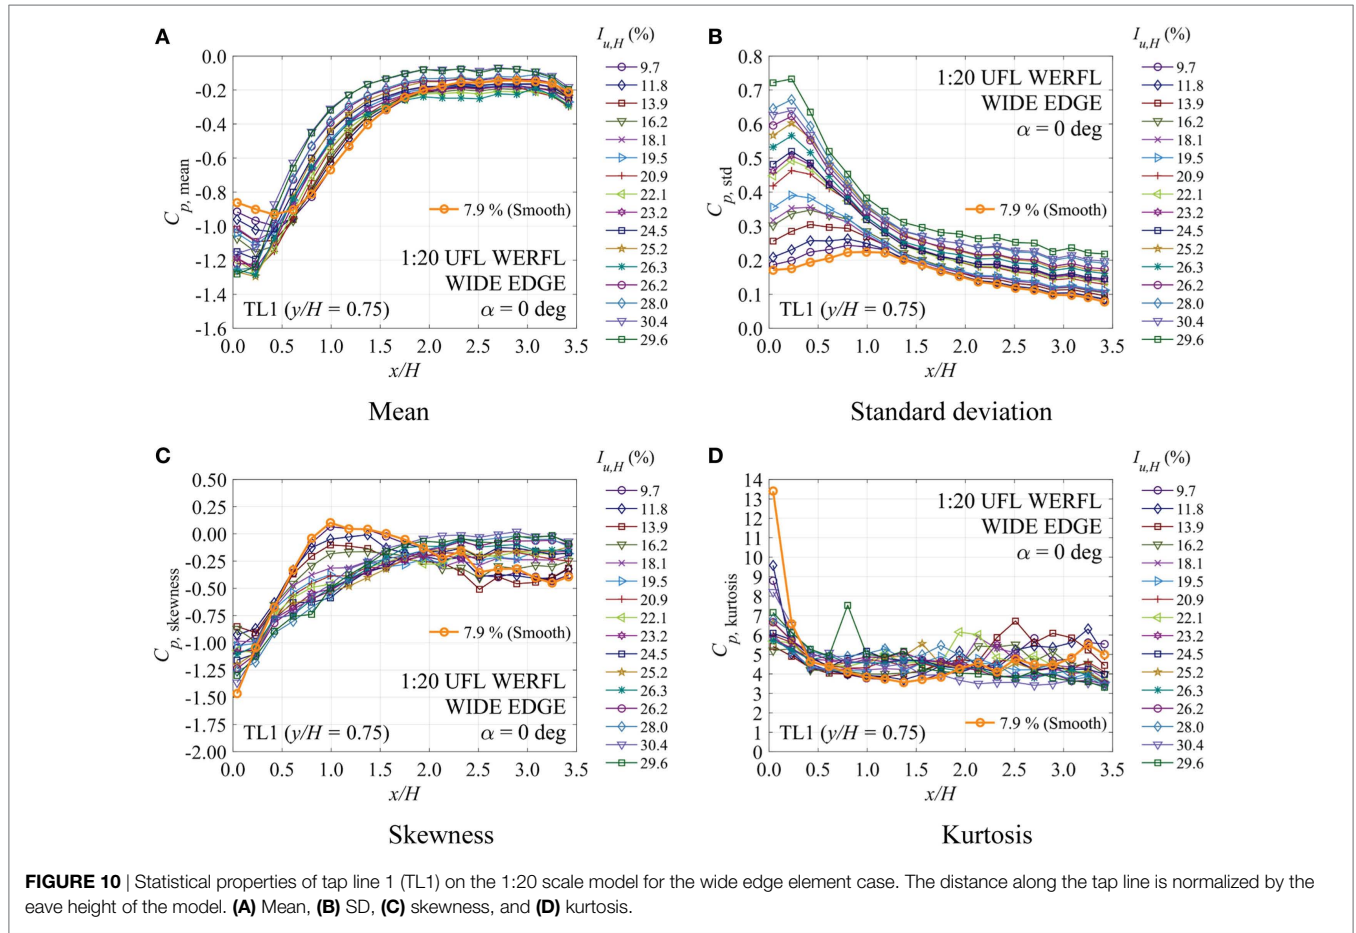 A
I_{u,H} (%)
0.0
-0.2
-0.4
-0.6
-0.8
-1.0
-1.2
-1.4
-1.6
C_{p, mean}
7.9 % (Smooth)
1:20 UFL WERFL
WIDE EDGE
α = 0 deg
TL1 (y/H = 0.75)
0.0 0.5 1.0 1.5 2.0 2.5 3.0 3.5
x/H
9.7
11.8
13.9
16.2
18.1
19.5
20.9
22.1
23.2
24.5
25.2
26.3
26.2
28.0
30.4
29.6
Mean
B
I_{u,H} (%)
0.9
0.8
0.7
0.6
0.5
0.4
0.3
0.2
0.1
0.0
C_{p, std}
1:20 UFL WERFL
WIDE EDGE
α = 0 deg
7.9 % (Smooth)
TL1 (y/H = 0.75)
0.0 0.5 1.0 1.5 2.0 2.5 3.0 3.5
x/H
9.7
11.8
13.9
16.2
18.1
19.5
20.9
22.1
23.2
24.5
25.2
26.3
26.2
28.0
30.4
29.6
Standard deviation
C
I_{u,H} (%)
0.50
0.25
0.00
-0.25
-0.50
-0.75
-1.00
-1.25
-1.50
-1.75
-2.00
C_{p, skewness}
7.9 % (Smooth)
1:20 UFL WERFL
WIDE EDGE
α = 0 deg
TL1 (y/H = 0.75)
0.0 0.5 1.0 1.5 2.0 2.5 3.0 3.5
x/H
9.7
11.8
13.9
16.2
18.1
19.5
20.9
22.1
23.2
24.5
25.2
26.3
26.2
28.0
30.4
29.6
Skewness
D
I_{u,H} (%)
14
13
12
11
10
9
8
7
6
5
4
3
2
1
0
C_{p, kurtosis}
1:20 UFL WERFL
WIDE EDGE
α = 0 deg
7.9 % (Smooth)
TL1 (y/H = 0.75)
0.0 0.5 1.0 1.5 2.0 2.5 3.0 3.5
x/H
9.7
11.8
13.9
16.2
18.1
19.5
20.9
22.1
23.2
24.5
25.2
26.3
26.2
28.0
30.4
29.6
Kurtosis
FIGURE 10 | Statistical properties of tap line 1 (TL1) on the 1:20 scale model for the wide edge element case. The distance along the tap line is normalized by the
eave height of the model. (A) Mean, (B) SD, (C) skewness, and (D) kurtosis.